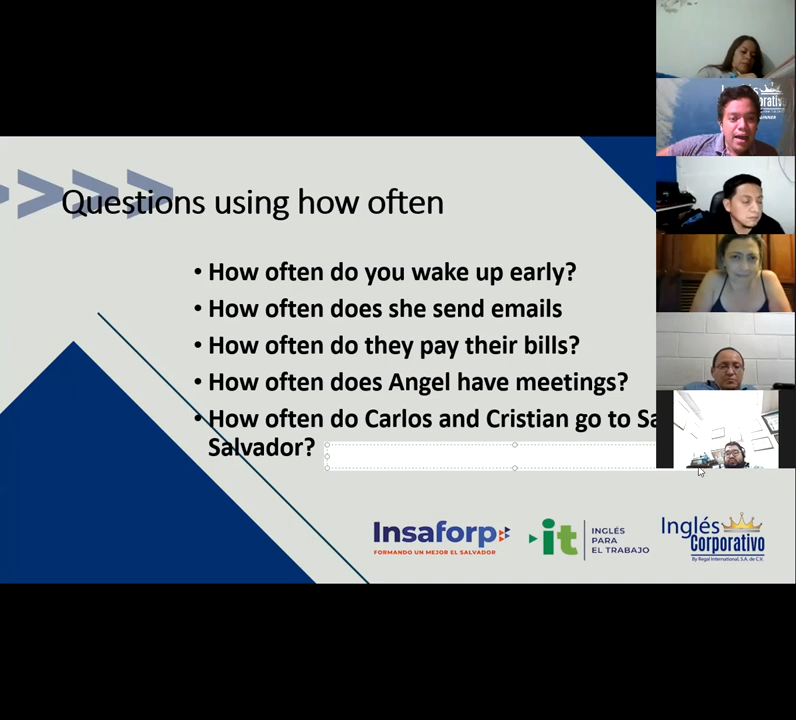 Questions using how often
• How often do you wake up early?
• How often does she send emails
• How often do they pay their bills?
• How often does Angel have meetings?
• How often do Carlos and Cristian go to
Salvador?
Insaforp
FORMANDO UN MEJOR EL SALVADOR
it
INGLÉS
PARA
EL TRABAJO
Inglés
Corporativo
By Regal International, S.A. de C.V.